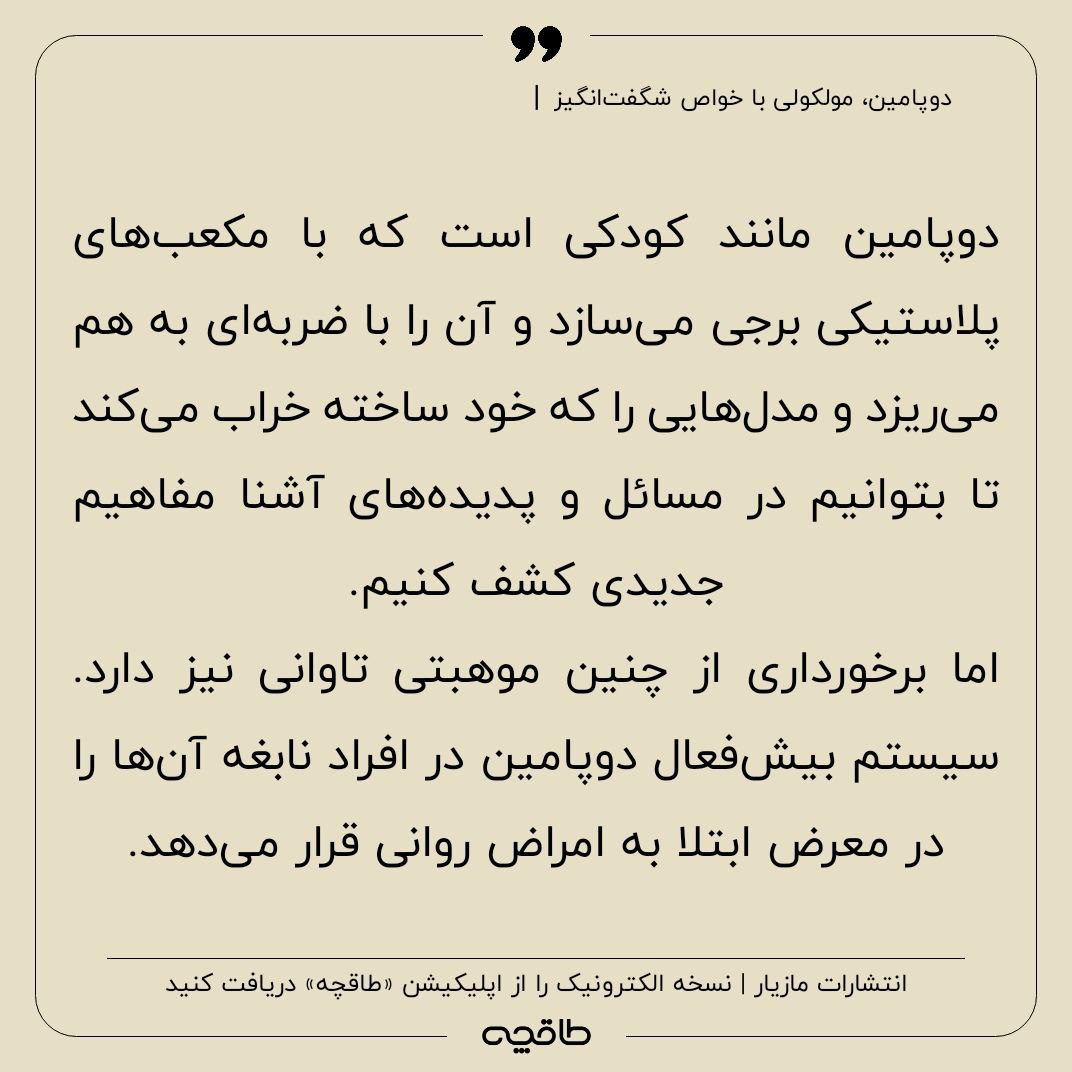 دوپامین، مولکولی با خواص شگفت‌انگیز |
دوپامین مانند کودکی است که با مکعب‌های
پلاستیکی برجی می‌سازد و آن را با ضربه‌ای به هم
می‌ریزد و مدل‌هایی را که خود ساخته خراب می‌کند
تا بتوانیم در مسائل و پدیده‌های آشنا مفاهیم
جدیدی کشف کنیم.
اما برخورداری از چنین موهبتی تاوانی نیز دارد.
سیستم بیش‌فعال دوپامین در افراد نابغه آن‌ها را
در معرض ابتلا به امراض روانی قرار می‌دهد.
انتشارات مازیار | نسخه الکترونیک را از اپلیکیشن «طاقچه» دریافت کنید
طاقچه